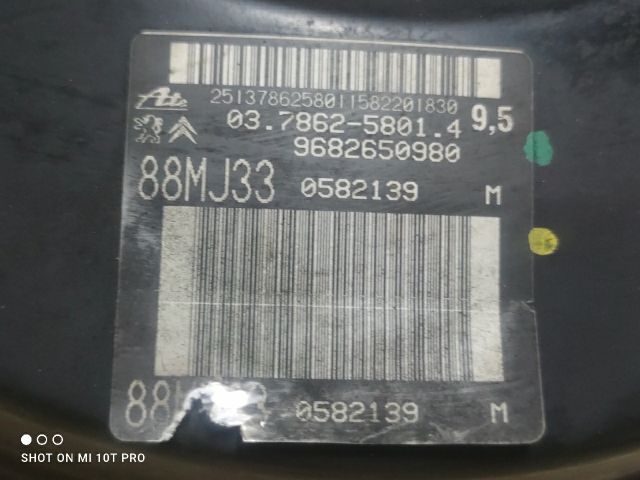 Ate 2513786258011582201830
03.7862-5801.4 9,5
9682650980
88MJ33 0582139 M
0582139 M
SHOT ON MI 10T PRO